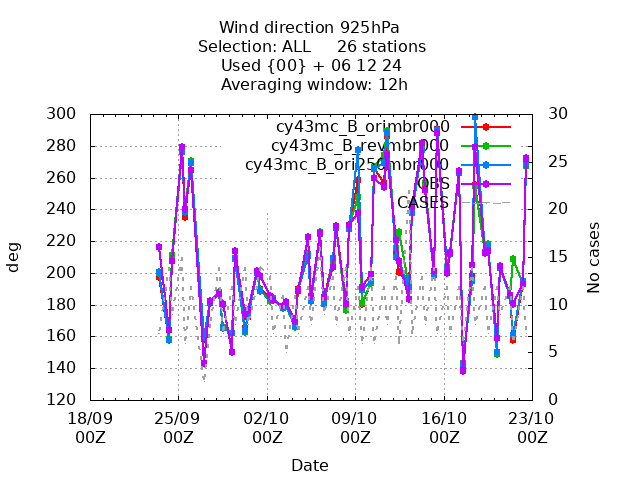 Wind direction 925hPa
Selection: ALL     26 stations
Used {00} + 06 12 24
Averaging window: 12h
deg
No cases
300
280
260
240
220
200
180
160
140
120
30
25
20
15
10
5
0
cy43mc_B_orimbr000
cy43mc_B_revmbr000
cy43mc_B_ori250mbr000
OBS
CASES
18/09 25/09 02/10 09/10 16/10 23/10
00Z 00Z 00Z 00Z 00Z 00Z
Date